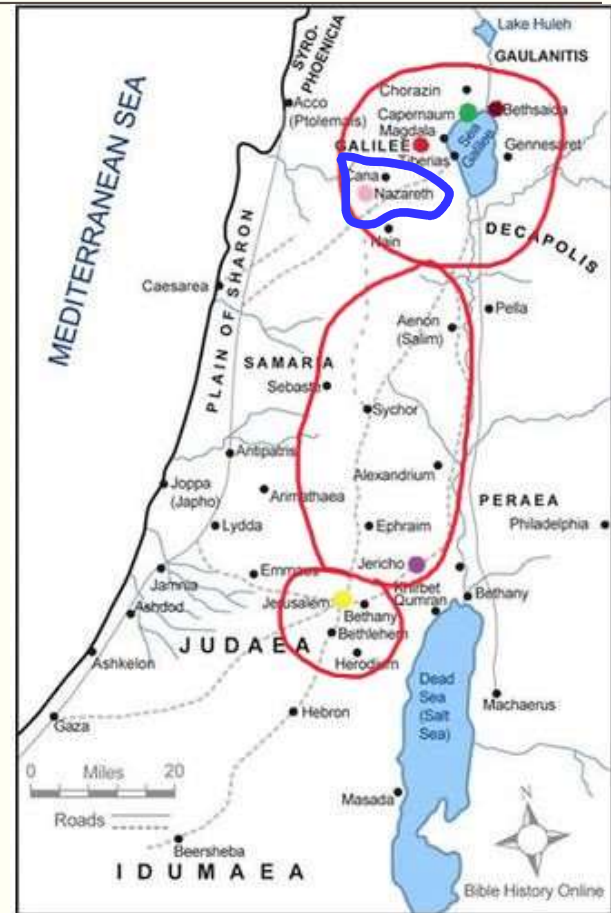 Lake Huleh
SYRO-
PHOENICIA
GAULANITIS
Chorazin
Acco
(Ptolemais)
Capernaum
Bethsaida
Magdala
Sea
Galilee
GALILEE
Gennesaret
Tiberias
Cana
Nazareth
MEDITERRANEAN SEA
Nain
DECAPOLIS
Caesarea
PLAIN OF SHARON
Pella
Aenon
(Salim)
SAMARIA
Sebaste
Sychor
Antipatris
Alexandrium
Joppa
(Japho)
Arimathaea
PERAEA
Lydda
Ephraim
Philadelphia
Jericho
Emmaus
Jamnia
Khirbet
Qumran
Bethany
Jerusalem
Bethany
Ashdod
Bethlehem
JUDAEA
Herodium
Ashkelon
Dead
Sea
(Salt
Sea)
Machaerus
Hebron
Gaza
0 Miles 20
Masada
Roads
N
Beersheba
IDUMAEA
Bible History Online